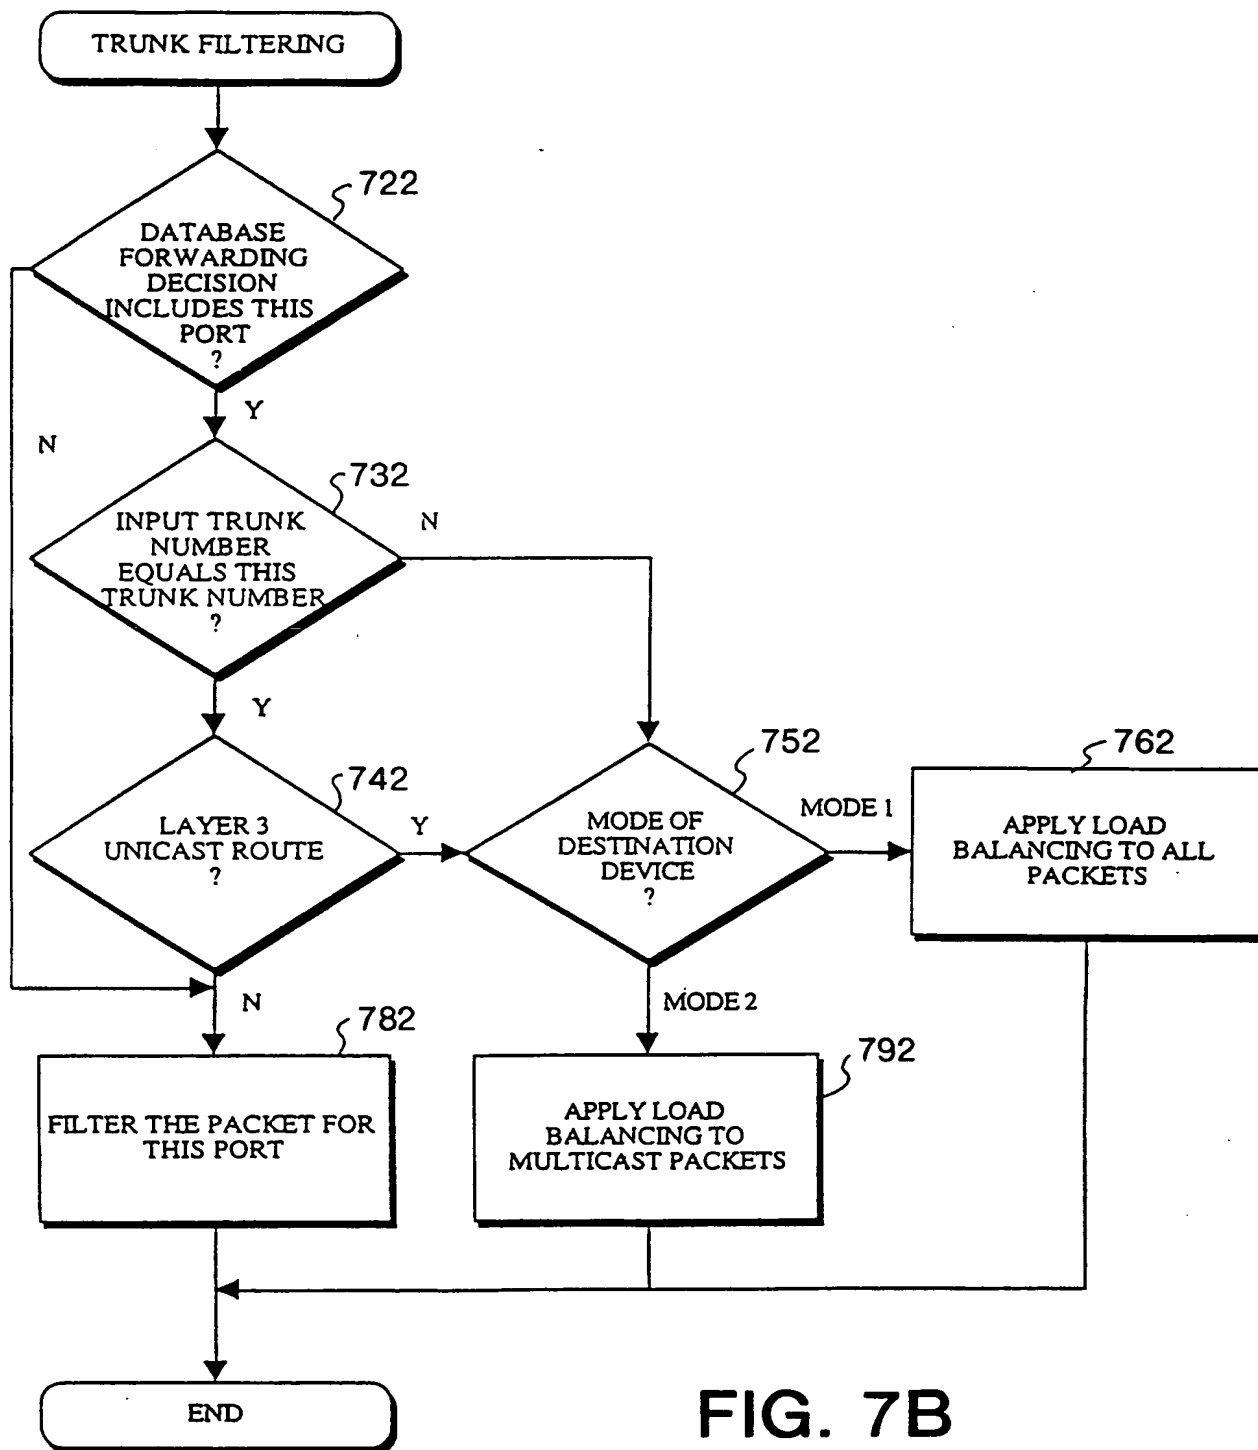 TRUNK FILTERING
722
DATABASE
FORWARDING
DECISION
INCLUDES THIS
PORT
?
Y
N
732
INPUT TRUNK
NUMBER
EQUALS THIS
TRUNK NUMBER
?
N
Y
742
LAYER 3
UNICAST ROUTE
?
Y
752
MODE OF
DESTINATION
DEVICE
?
MODE 1
762
APPLY LOAD
BALANCING TO ALL
PACKETS
N
MODE 2
782
FILTER THE PACKET FOR
THIS PORT
792
APPLY LOAD
BALANCING TO
MULTICAST PACKETS
END
FIG. 7B